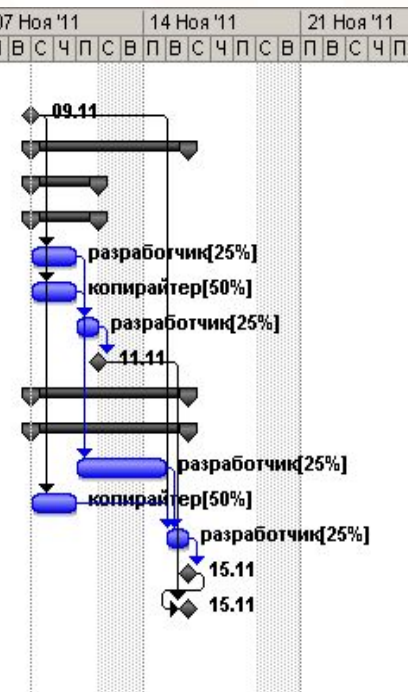 07 Ноя '11 14 Ноя '11 21 Ноя '11
В С Ч П С В П В С Ч П С В П В С Ч П
09.11
разработчик[25%]
копирайтер[50%]
разработчик[25%]
11.11
разработчик[25%]
копирайтер[50%]
разработчик[25%]
15.11
15.11